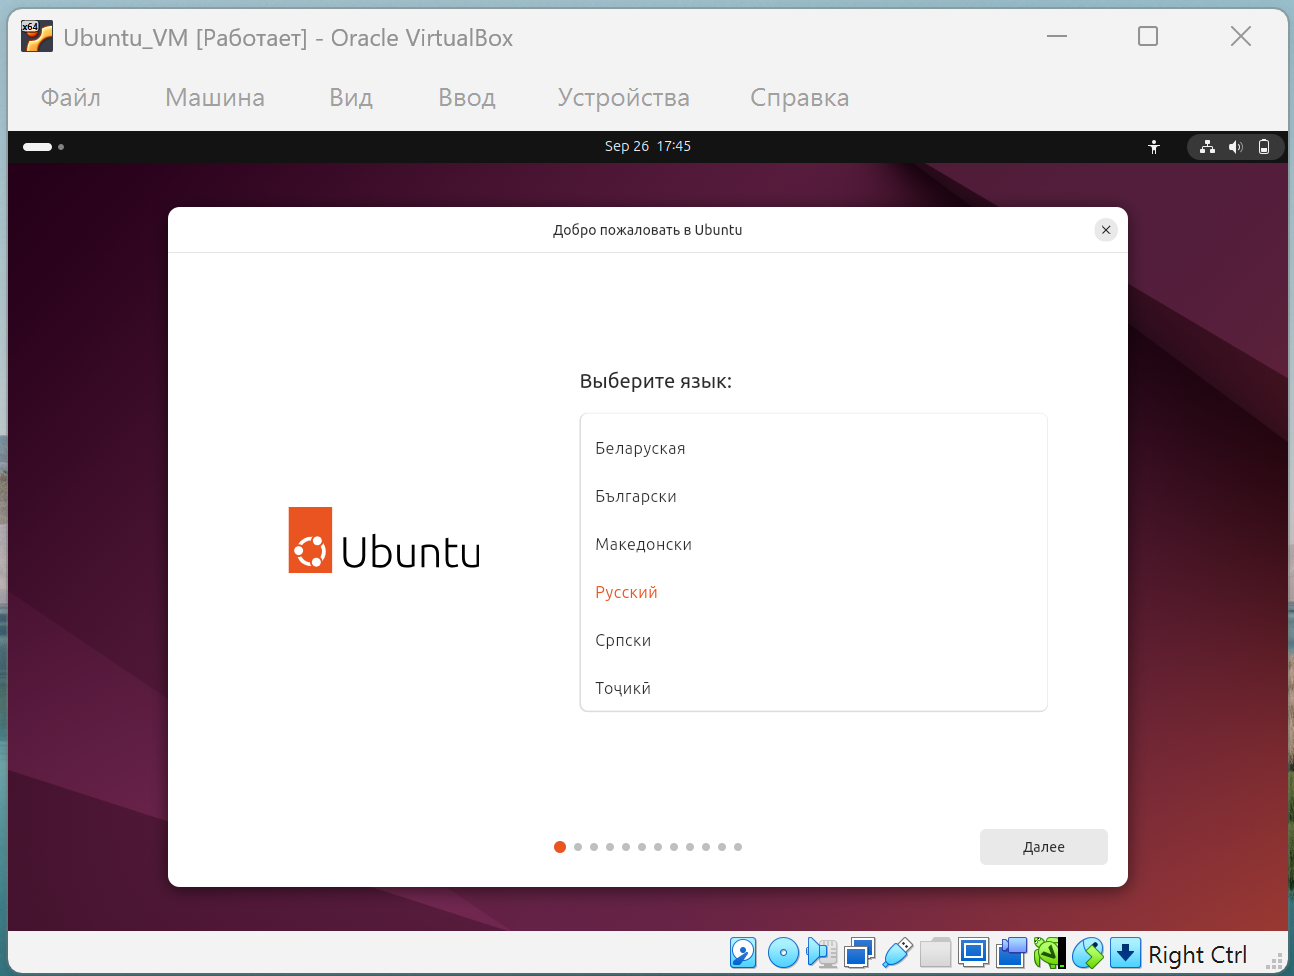 x64
Ubuntu_VM [Работает] - Oracle VirtualBox
Файл Машина Вид Ввод Устройства Справка
Sep 26 17:45
Добро пожаловать в Ubuntu
Выберите язык:
Беларуская
Български
Македонски
Русский
Српски
Тоҷикӣ
Ubuntu
Далее
Right Ctrl